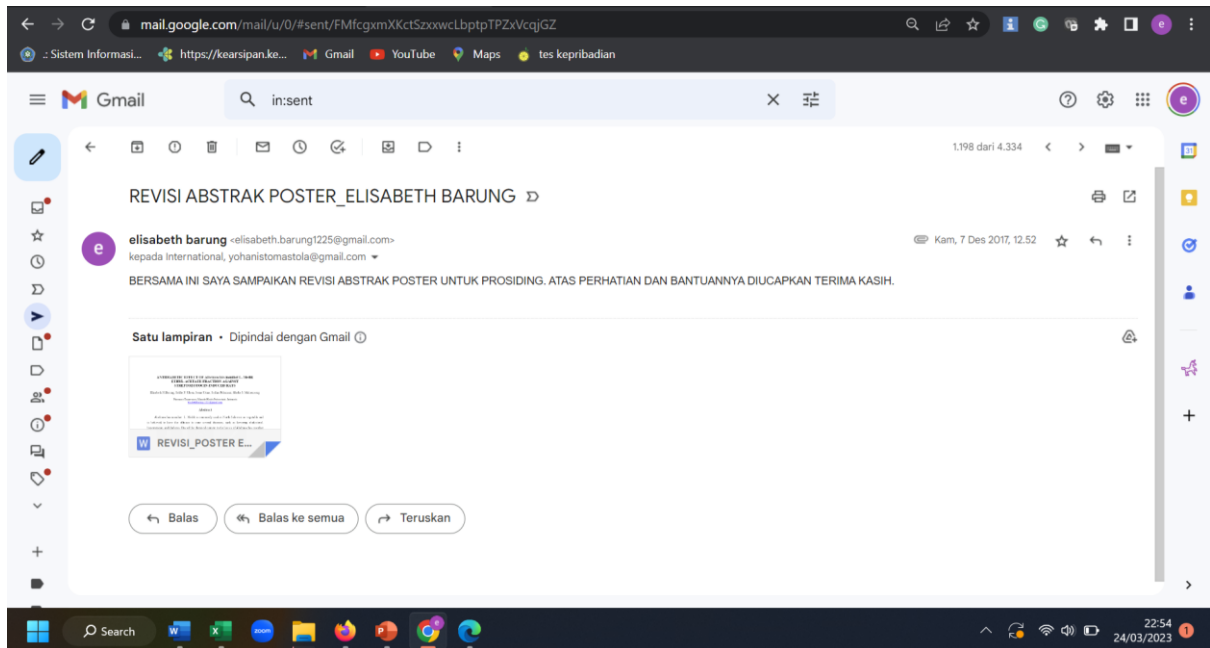 mail.google.com/mail/u/0/#sent/FMfcgxmXKctSzxxwcLbptpTPZxVcqjGZ
.: Sistem Informasi... https://kearsipan.ke... Gmail YouTube Maps tes kepribadian
Gmail in:sent
1.198 dari 4.334
REVISI ABSTRAK POSTER_ELISABETH BARUNG
elisabeth barung <elisabeth.barung1225@gmail.com> Kam, 7 Des 2017, 12.52
kepada International, yohanistomastola@gmail.com
BERSAMA INI SAYA SAMPAIKAN REVISI ABSTRAK POSTER UNTUK PROSIDING. ATAS PERHATIAN DAN BANTUANNYA DIUCAPKAN TERIMA KASIH.
Satu lampiran • Dipindai dengan Gmail
W REVISI_POSTER E...
Balas Balas ke semua Teruskan
Search 22:54
24/03/2023 1